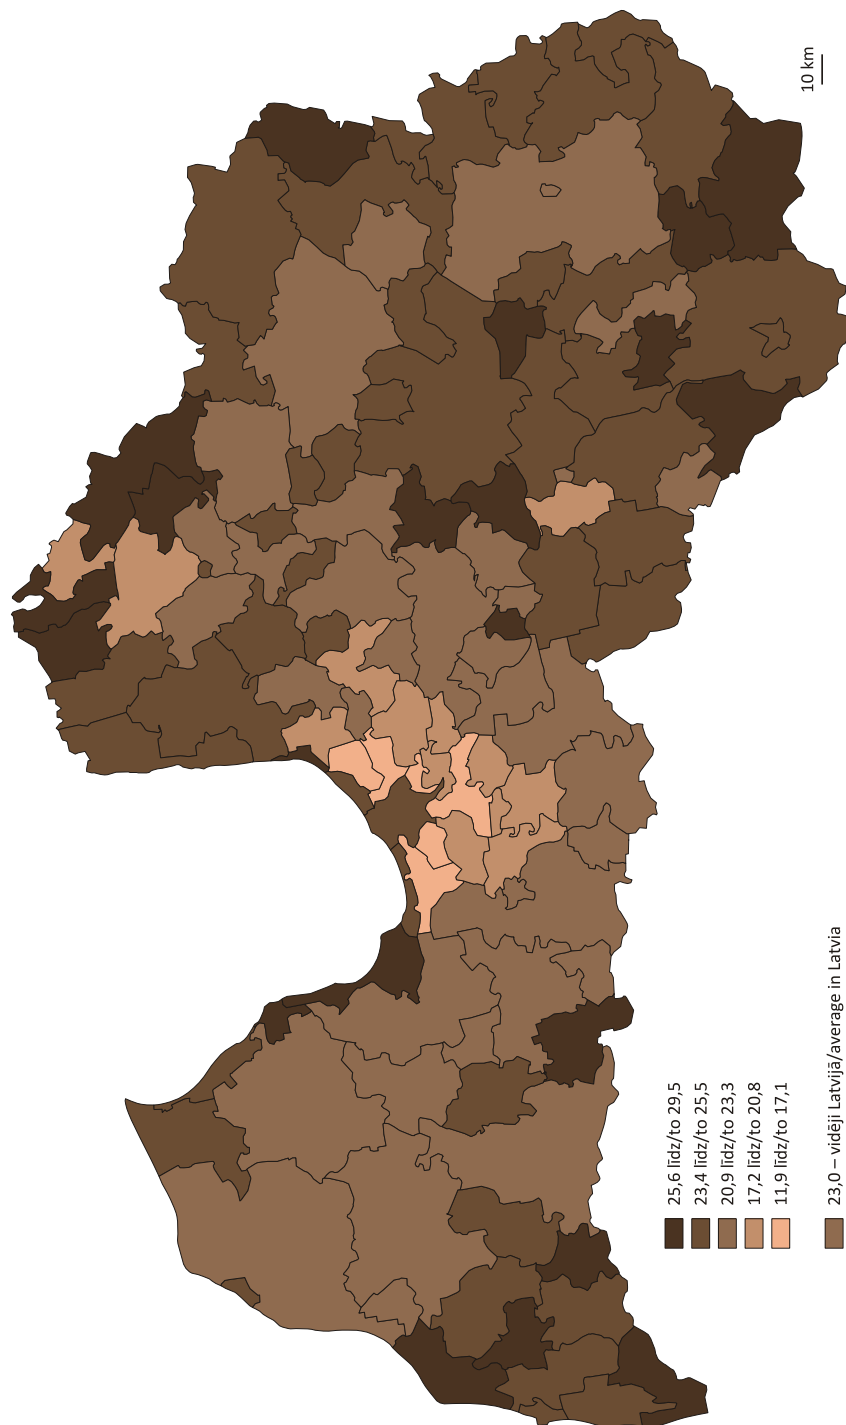 10 km
25,6 līdz/to 29,5
23,4 līdz/to 25,5
20,9 līdz/to 23,3
17,2 līdz/to 20,8
11,9 līdz/to 17,1
23,0 – vidēji Latvijā/average in Latvia